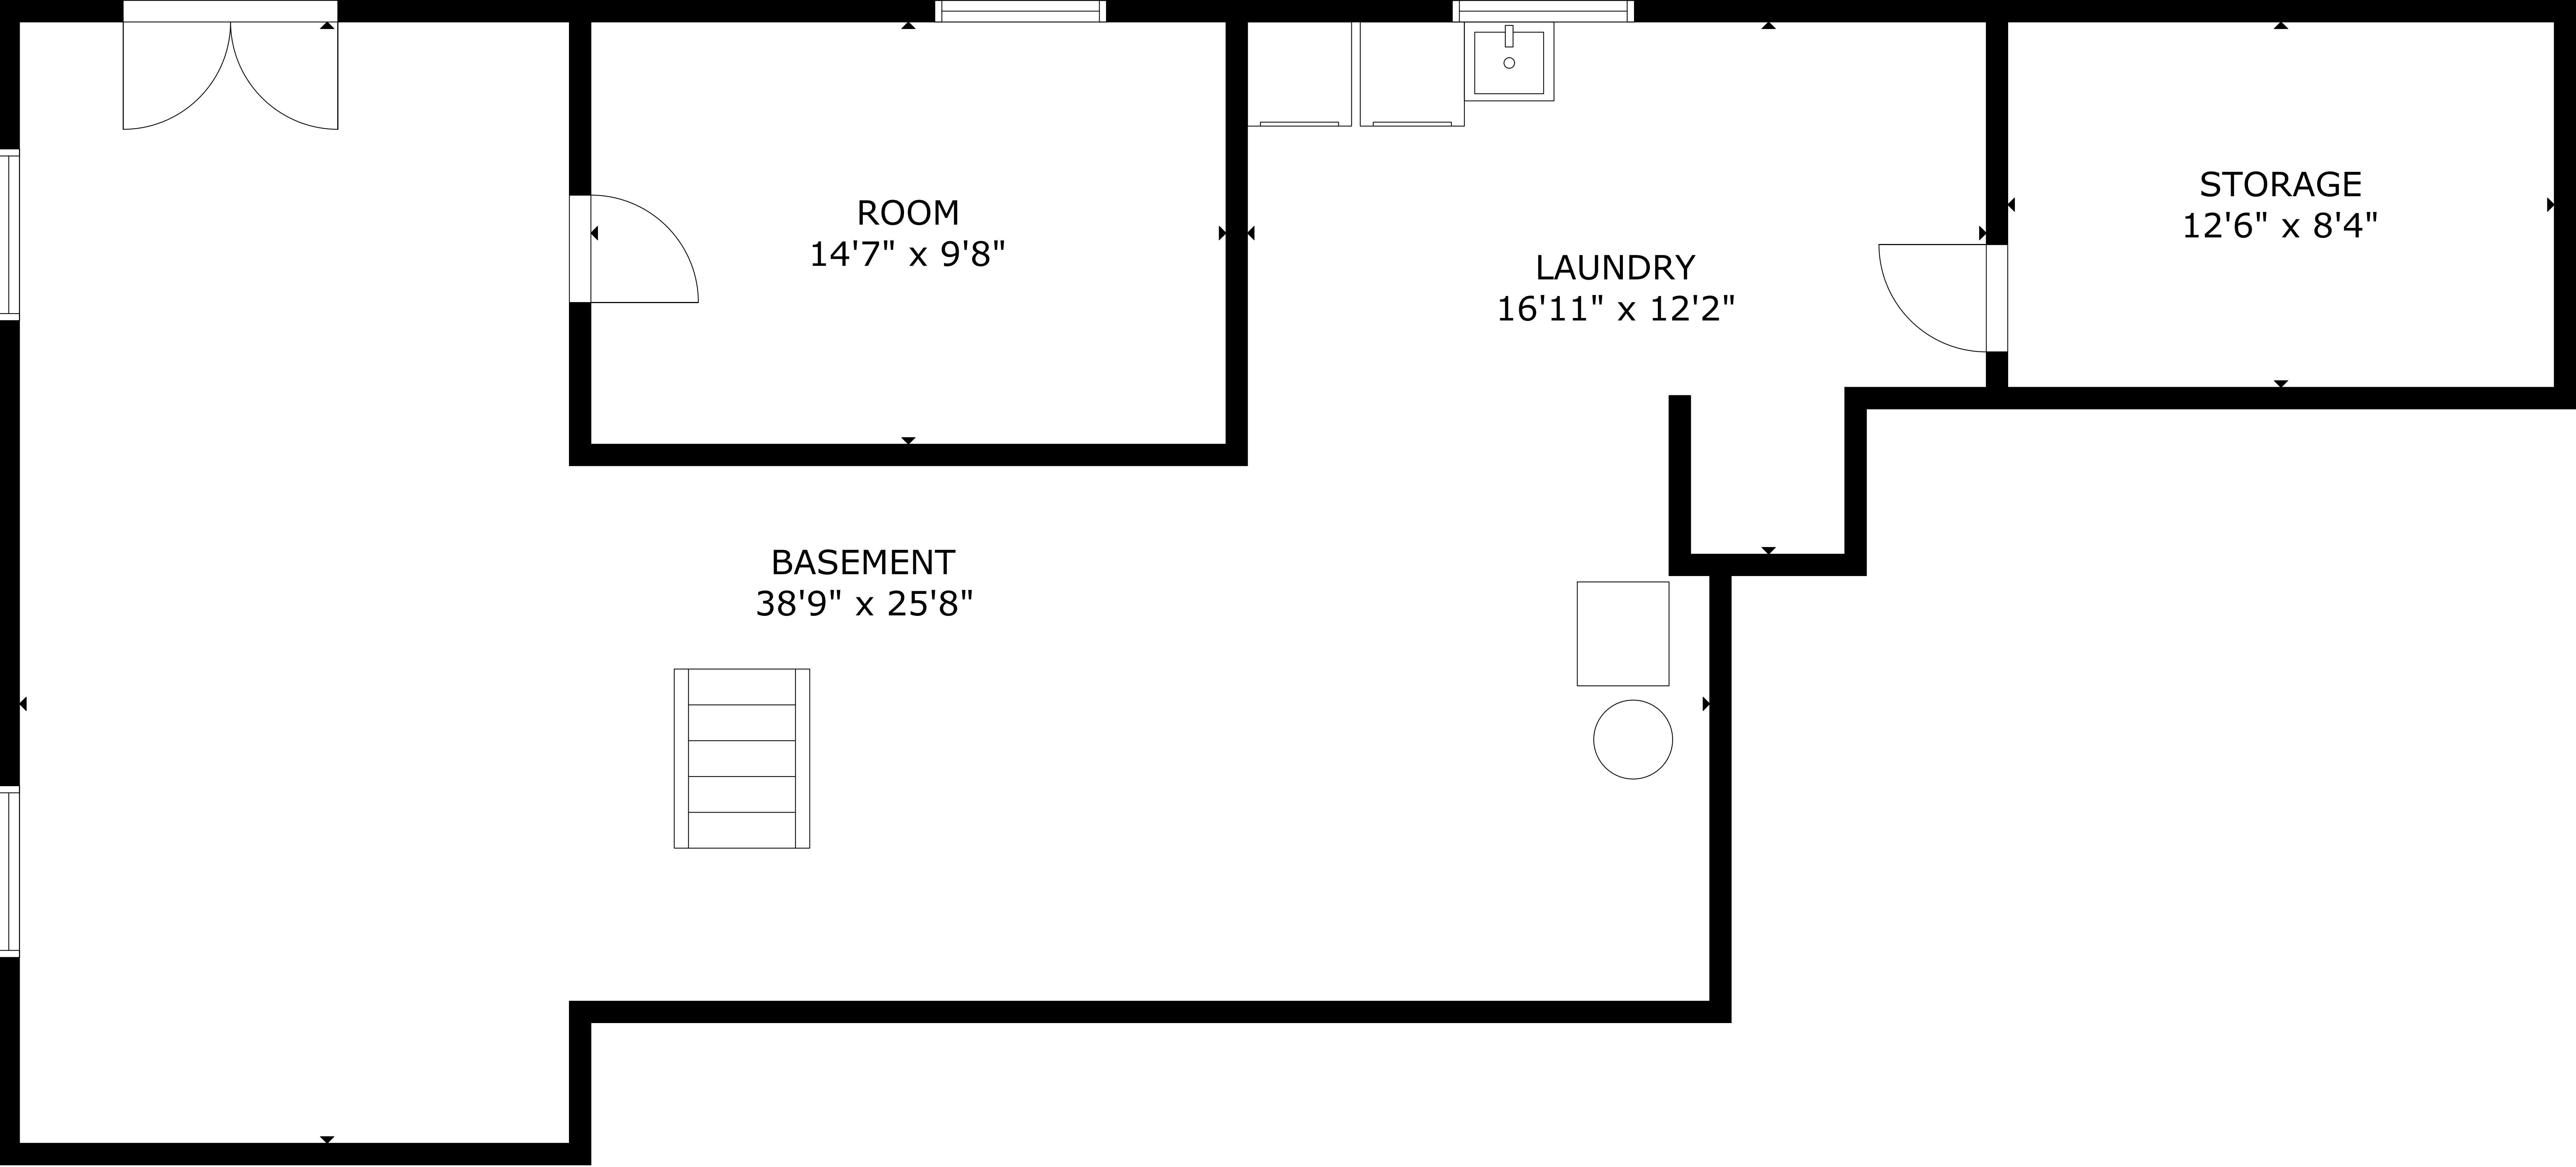 ROOM
14'7" x 9'8"
LAUNDRY
16'11" x 12'2"
STORAGE
12'6" x 8'4"
BASEMENT
38'9" x 25'8"